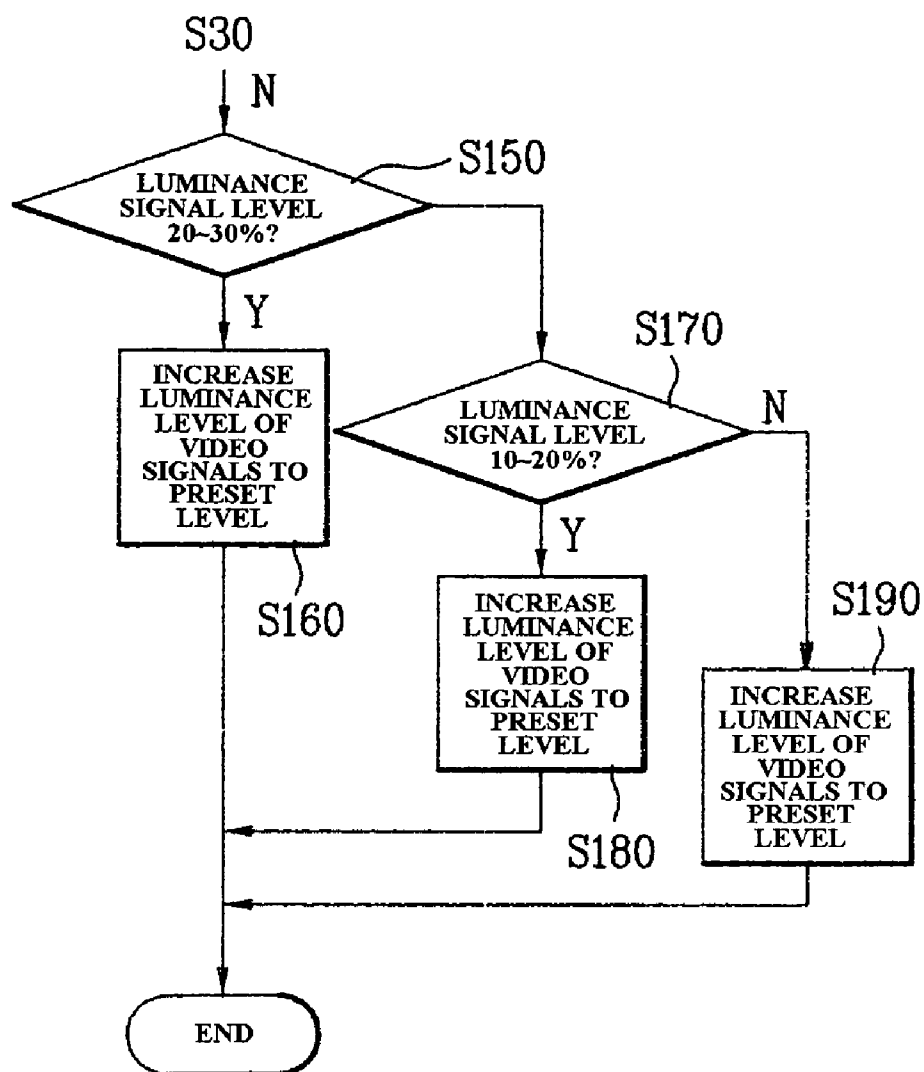 S30
N
S150
LUMINANCE
SIGNAL LEVEL
20~30%?
Y
S170
INCREASE
LUMINANCE
LEVEL OF
VIDEO
SIGNALS TO
PRESET
LEVEL
LUMINANCE
SIGNAL LEVEL
10~20%?
N
Y
S160
INCREASE
LUMINANCE
LEVEL OF
VIDEO
SIGNALS TO
PRESET
LEVEL
S190
S180
INCREASE
LUMINANCE
LEVEL OF
VIDEO
SIGNALS TO
PRESET
LEVEL
END